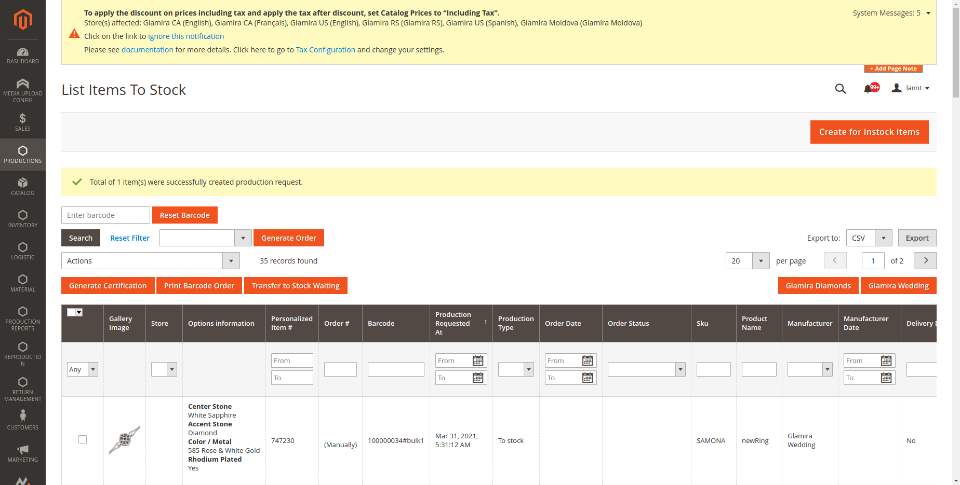 To apply the discount on prices including tax and apply the tax after discount, set Catalog Prices to "Including Tax".
Store(s) affected: Glamira CA (English), Glamira CA (Français), Glamira US (English), Glamira RS (Glamira RS), Glamira US (Spanish), Glamira Moldova (Glamira Moldova)
Click on the link to ignore this notification
Please see documentation for more details. Click here to go to Tax Configuration and change your settings.
System Messages: 5
+ Add Page Note
List Items To Stock
99+
lannt
Create for instock Items
Total of 1 item(s) were successfully created production request.
Enter barcode
Reset Barcode
Search
Reset Filter
Generate Order
Export to:
CSV
Export
Actions
35 records found
20
per page
1
of 2
Generate Certification
Print Barcode Order
Transfer to Stock Waiting
Glamira Diamonds
Glamira Wedding
Gallery Image
Store
Options information
Personalized Item #
Order #
Barcode
Production Requested At
Production Type
Order Date
Order Status
Sku
Product Name
Manufacturer
Manufacturer Date
Delivery
Any
From
To
From
To
From
To
From
To
Center Stone
White Sapphire
Accent Stone
Diamond
Color / Metal
585 Rose & White Gold
Rhodium Plated
Yes
747230
(Manually)
100000034#bulk1
Mar 31, 2021,
5:31:12 AM
To stock
SAMONA
newRing
Glamira
Wedding
No
DASHBOARD
MEDIA UPLOAD
CONFIG
SALES
PRODUCTIONS
CATALOG
INVENTORY
LOGISTIC
MATERIAL
PRODUCTION
REPORTS
REPRODUCTIO
N
RETURN
MANAGEMENT
CUSTOMERS
MARKETING